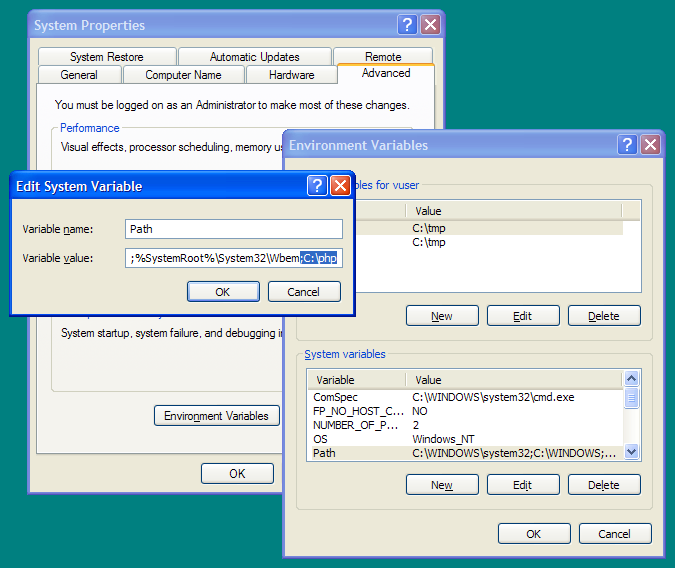 System Properties
System Restore Automatic Updates Remote
General Computer Name Hardware Advanced
You must be logged on as an Administrator to make most of these changes.
Performance
Visual effects, processor scheduling, memory us
Edit System Variable
Variable name: Path
Variable value: ;%SystemRoot%\System32\Wbem;C:\php
OK Cancel
System startup, system failure, and debugging in
Environment Variables
OK
Environment Variables
bles for vuser
Value
C:\tmp
C:\tmp
New Edit Delete
System variables
Variable Value
ComSpec C:\WINDOWS\system32\cmd.exe
FP_NO_HOST_C... NO
NUMBER_OF_P... 2
OS Windows_NT
Path C:\WINDOWS\system32;C:\WINDOWS;...
New Edit Delete
OK Cancel